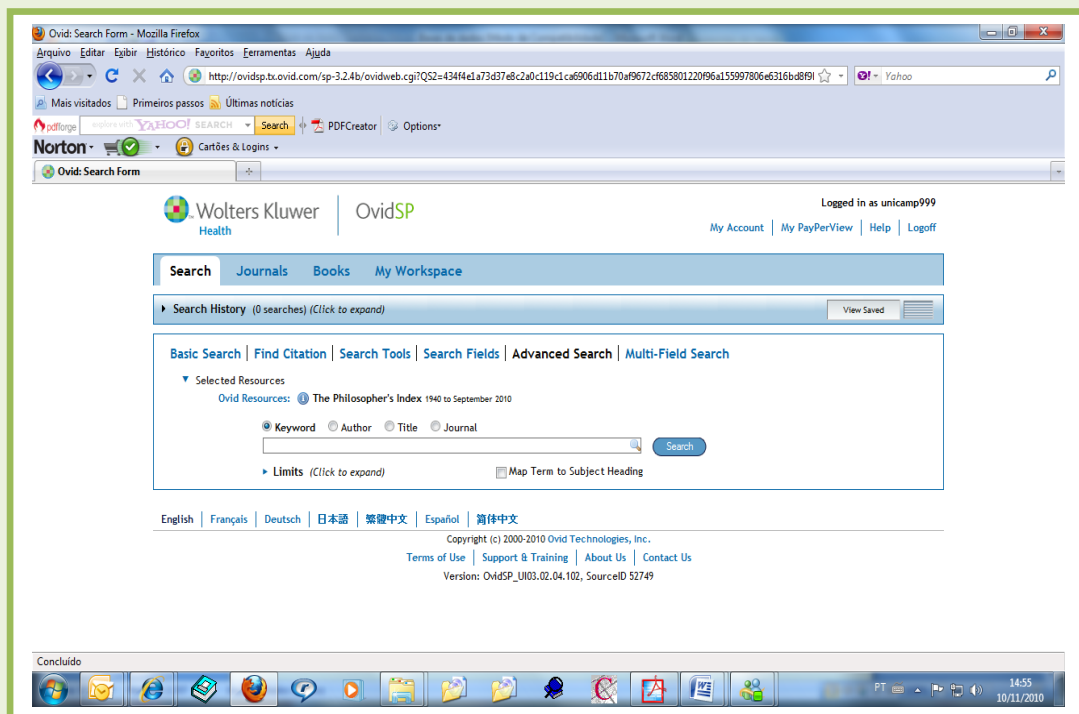 Ovid: Search Form - Mozilla Firefox
Arquivo Editar Exibir Histórico Favoritos Ferramentas Ajuda
http://ovidsp.tx.ovid.com/sp-3.2.4b/ovidweb.cgi?QS2=434f4e1a73d37e8c2a0c119c1ca6906d11b70af9672cf685801220f96a155997806e6316bd8f9l Yahoo
Mais visitados Primeiros passos Últimas notícias
pdfforge explore with YAHOO! SEARCH Search PDFCreator Options
Norton Cartões & Logins
Ovid: Search Form
Wolters Kluwer OvidSP
Health
Logged in as unicamp999
My Account My PayPerView Help Logoff
Search Journals Books My Workspace
Search History (0 searches) (Click to expand) View Saved
Basic Search | Find Citation | Search Tools | Search Fields | Advanced Search | Multi-Field Search
Selected Resources
Ovid Resources: The Philosopher's Index 1940 to September 2010
Keyword Author Title Journal
Search
Limits (Click to expand) Map Term to Subject Heading
English | Français | Deutsch | 日本語 | 繁體中文 | Español | 简体中文
Copyright (c) 2000-2010 Ovid Technologies, Inc.
Terms of Use | Support & Training | About Us | Contact Us
Version: OvidSP_UI03.02.04.102, SourceID 52749
Concluído
PT 14:55
10/11/2010